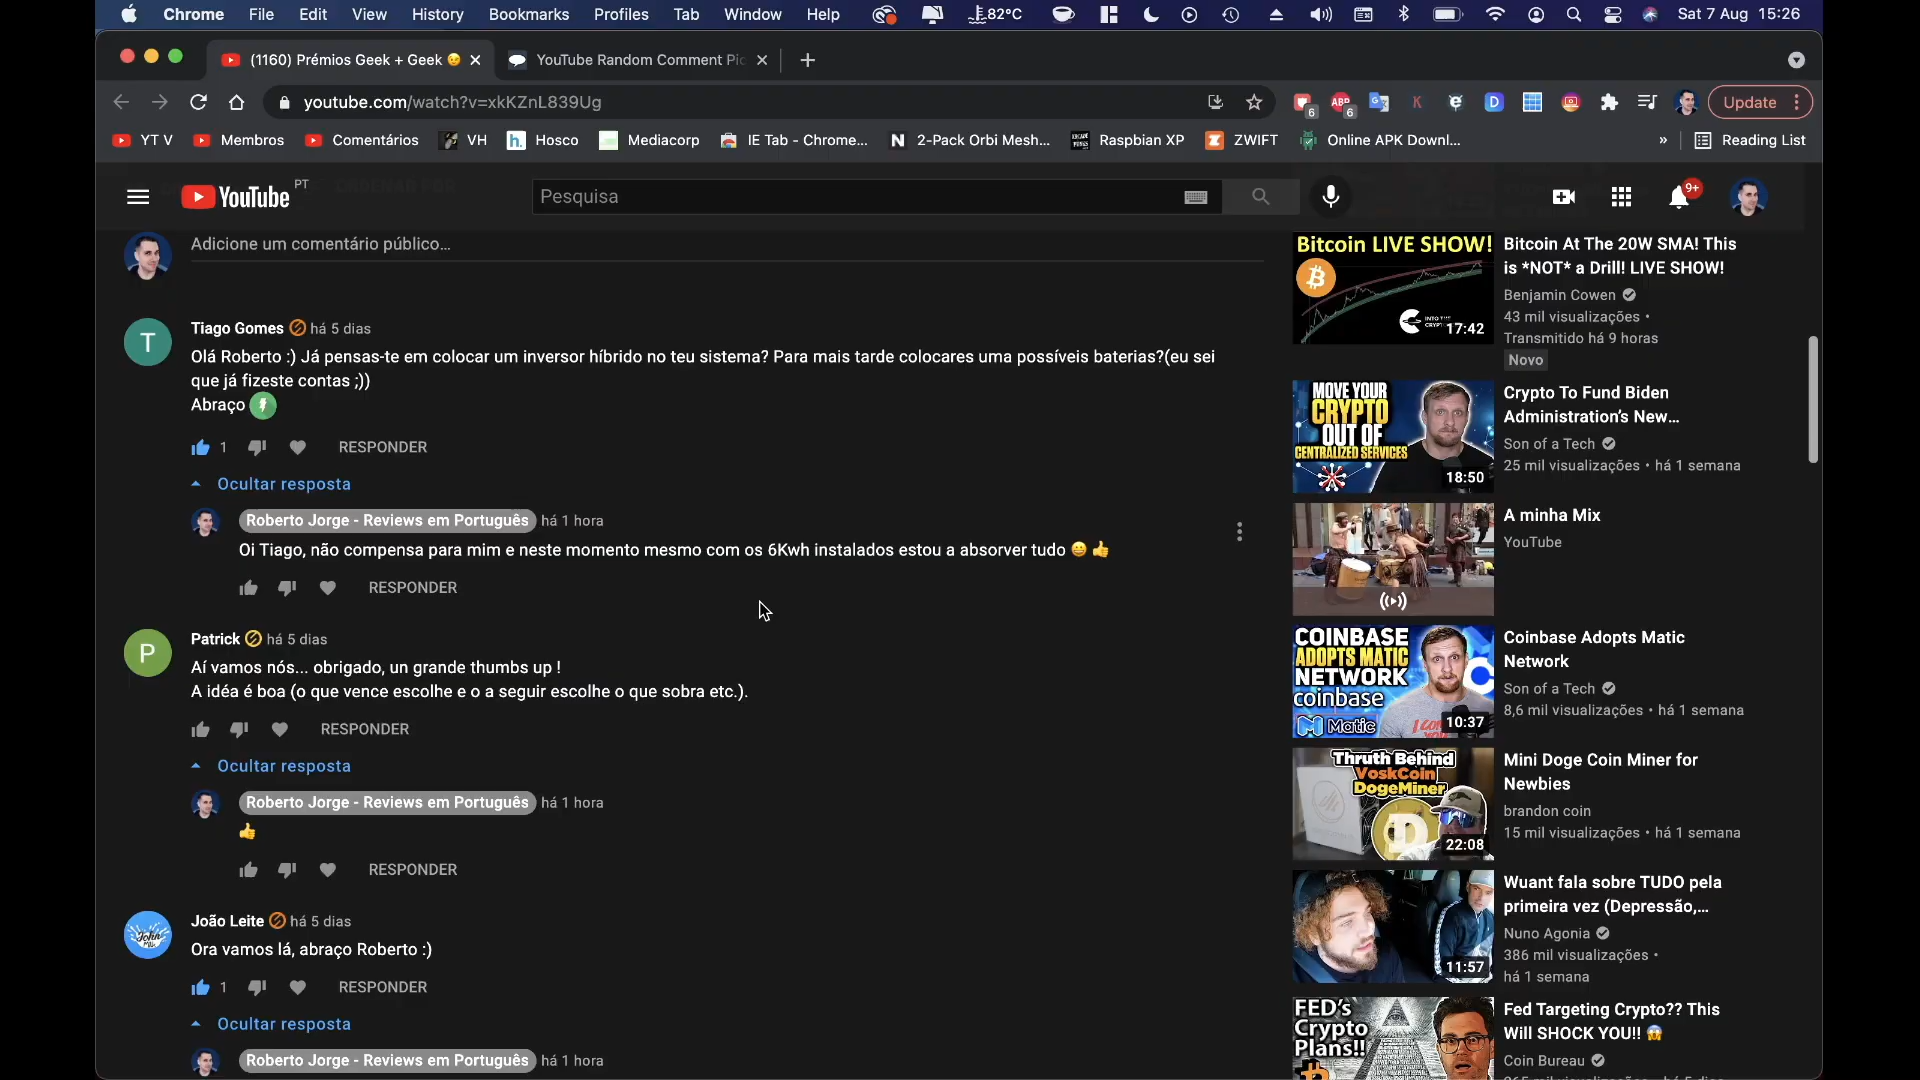 Chrome File Edit View History Bookmarks Profiles Tab Window Help 82°C Sat 7 Aug 15:26
(1160) Prémios Geek + Geek 😉
YouTube Random Comment Pic
youtube.com/watch?v=xkKZnL839Ug
6
ABP
6
K
D
Update
YT V Membros Comentários VH h. Hosco Mediacorp IE Tab - Chrome... N 2-Pack Orbi Mesh... Raspbian XP ZWIFT Online APK Downl... » Reading List
YouTube PT
Pesquisa
9+
Adicione um comentário público...
T
Tiago Gomes há 5 dias
Olá Roberto :) Já pensas-te em colocar um inversor híbrido no teu sistema? Para mais tarde colocares uma possíveis baterias?(eu sei
que já fizeste contas ;))
Abraço
1 RESPONDER
Ocultar resposta
Roberto Jorge - Reviews em Português há 1 hora
Oi Tiago, não compensa para mim e neste momento mesmo com os 6Kwh instalados estou a absorver tudo 😄 👍
RESPONDER
P
Patrick há 5 dias
Aí vamos nós... obrigado, un grande thumbs up !
A idéa é boa (o que vence escolhe e o a seguir escolhe o que sobra etc.).
RESPONDER
Ocultar resposta
Roberto Jorge - Reviews em Português há 1 hora
👍
RESPONDER
João Leite há 5 dias
Ora vamos lá, abraço Roberto :)
1 RESPONDER
Ocultar resposta
Roberto Jorge - Reviews em Português há 1 hora
Bitcoin LIVE SHOW!
17:42
Bitcoin At The 20W SMA! This
is *NOT* a Drill! LIVE SHOW!
Benjamin Cowen
43 mil visualizações •
Transmitido há 9 horas
Novo
MOVE YOUR
CRYPTO
OUT OF
CENTRALIZED SERVICES
18:50
Crypto To Fund Biden
Administration's New...
Son of a Tech
25 mil visualizações • há 1 semana
A minha Mix
YouTube
COINBASE
ADOPTS MATIC
NETWORK
coinbase
Matic
10:37
Coinbase Adopts Matic
Network
Son of a Tech
8,6 mil visualizações • há 1 semana
Thruth Behind
VoskCoin
DogeMiner
22:08
Mini Doge Coin Miner for
Newbies
brandon coin
15 mil visualizações • há 1 semana
11:57
Wuant fala sobre TUDO pela
primeira vez (Depressão,...
Nuno Agonia
386 mil visualizações •
há 1 semana
FED's
Crypto
Plans!!
Fed Targeting Crypto?? This
Will SHOCK YOU!! 😱
Coin Bureau